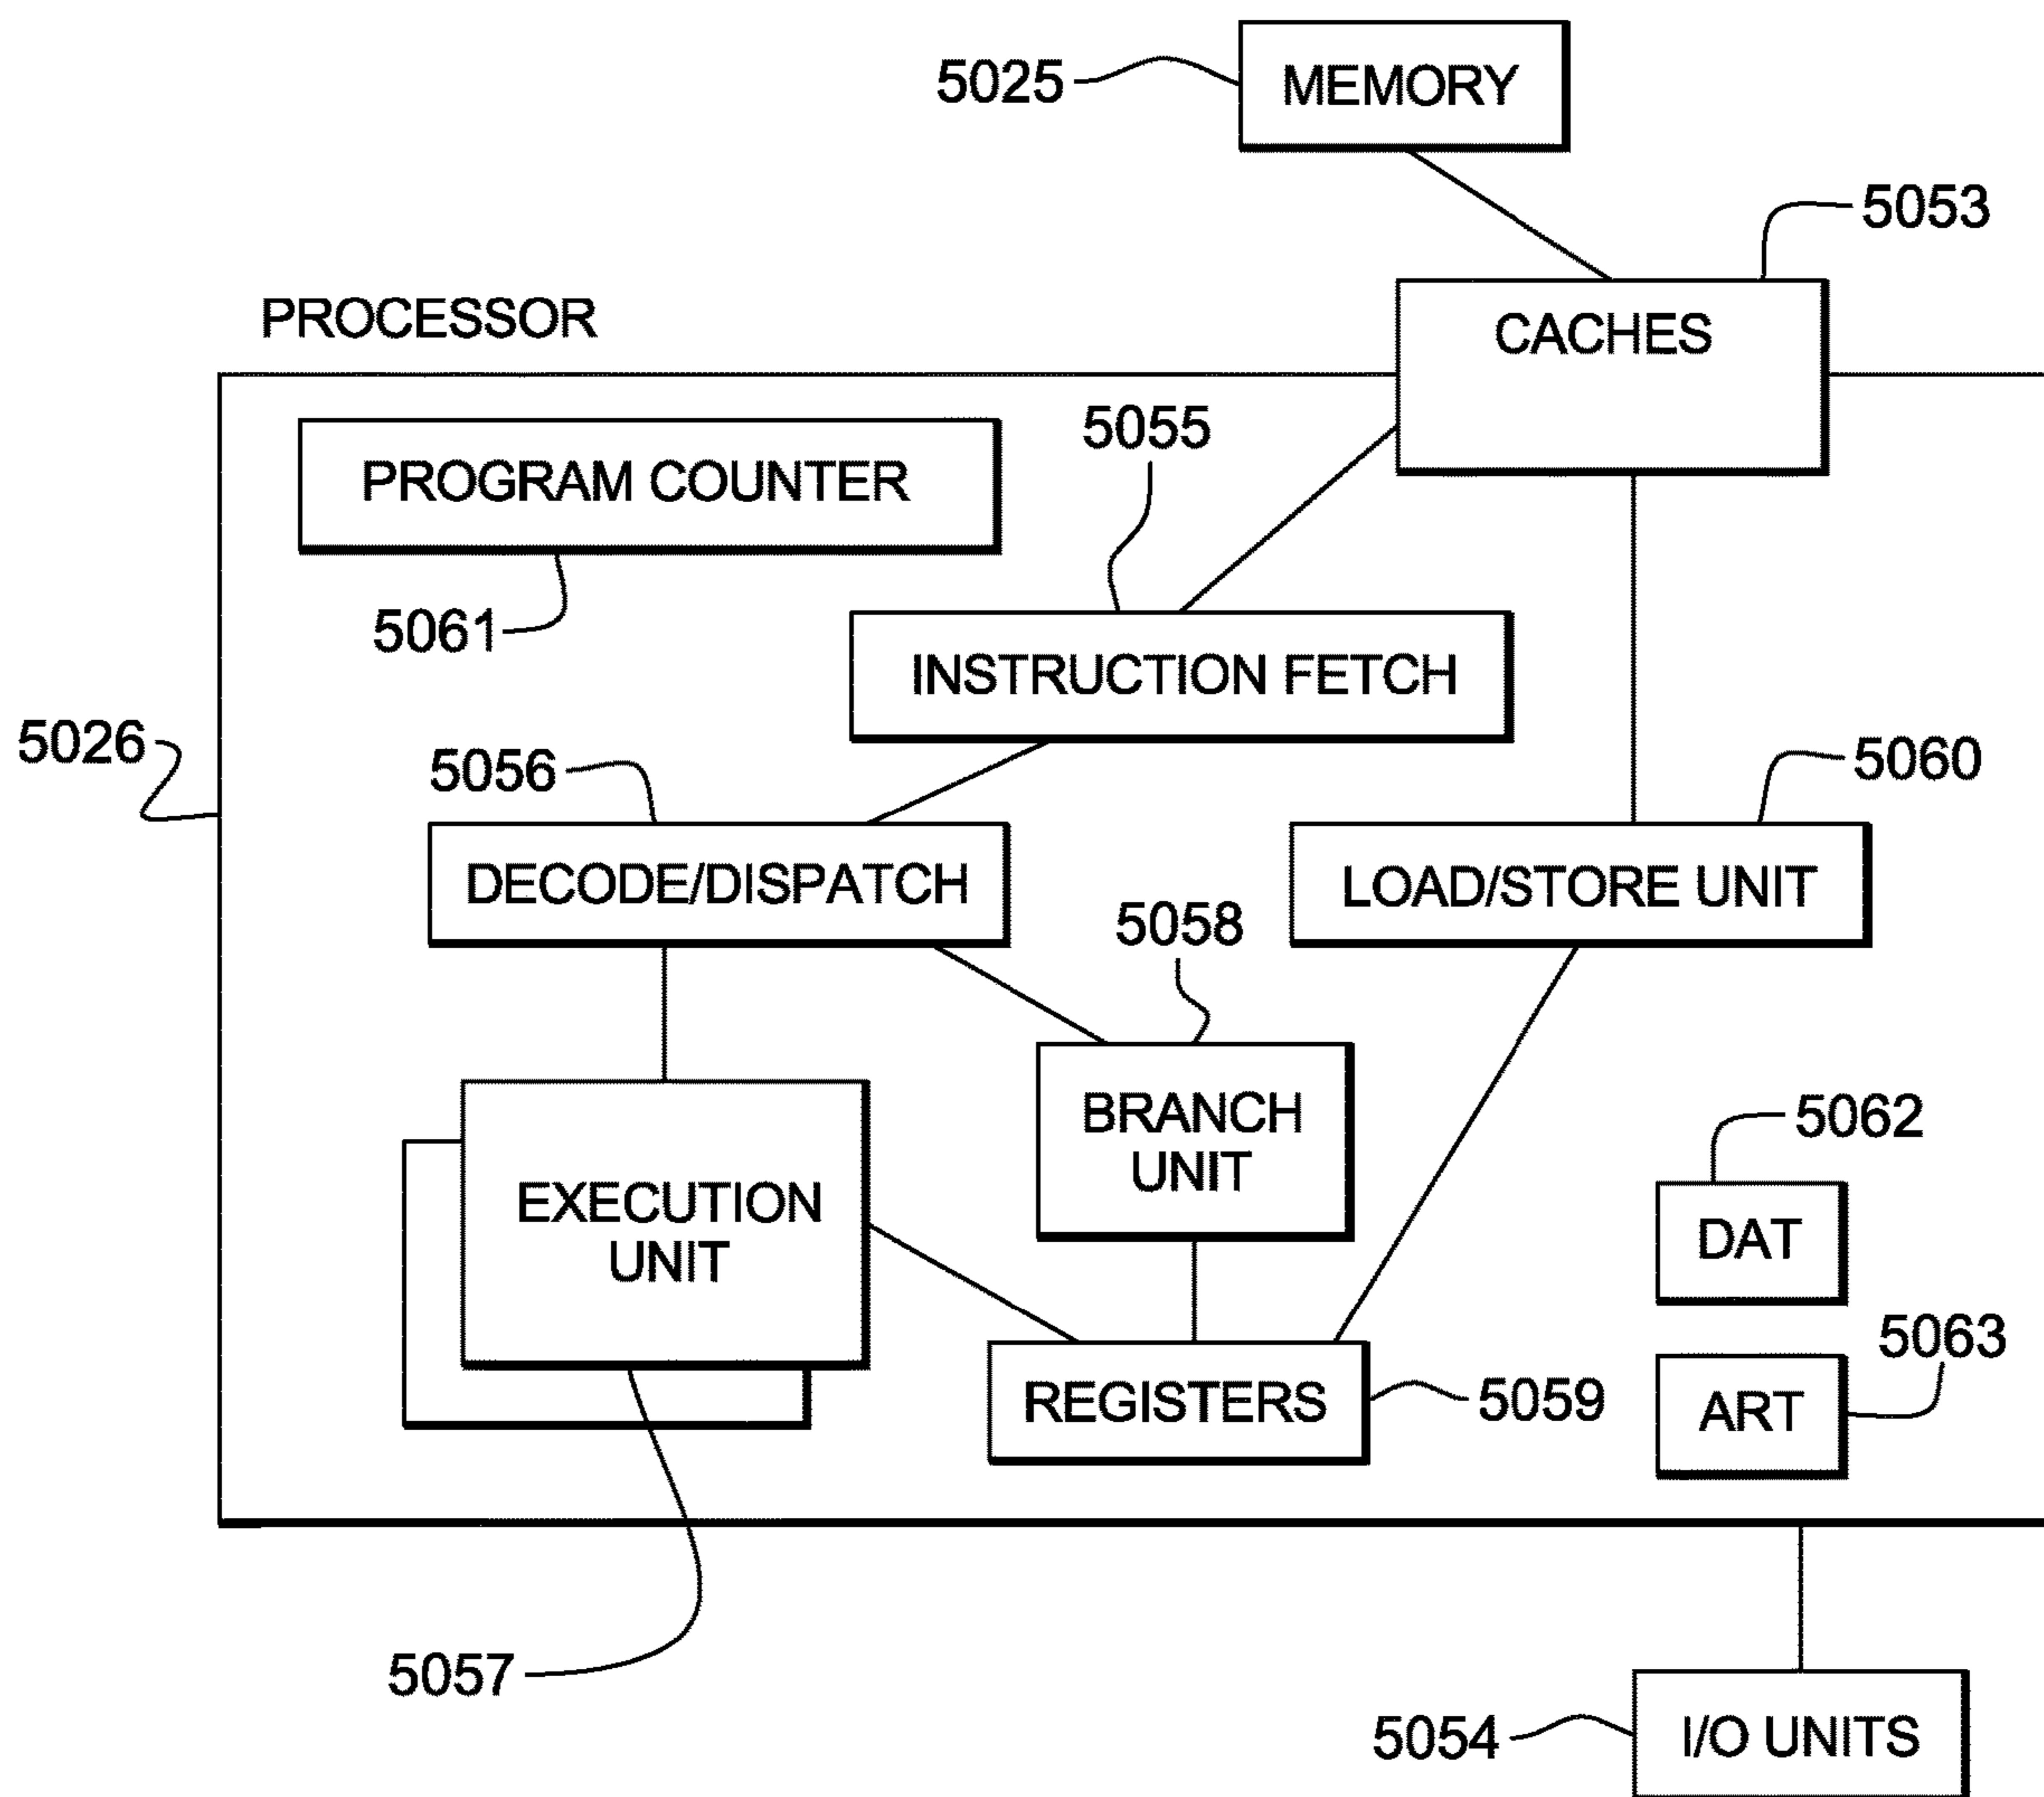 MEMORY
5025
5053
CACHES
PROCESSOR
5055
PROGRAM COUNTER
5061
INSTRUCTION FETCH
5026
5056
5060
DECODE/DISPATCH
LOAD/STORE UNIT
5058
BRANCH
UNIT
5062
EXECUTION
UNIT
DAT
5063
REGISTERS
5059
ART
5057
5054
I/O UNITS